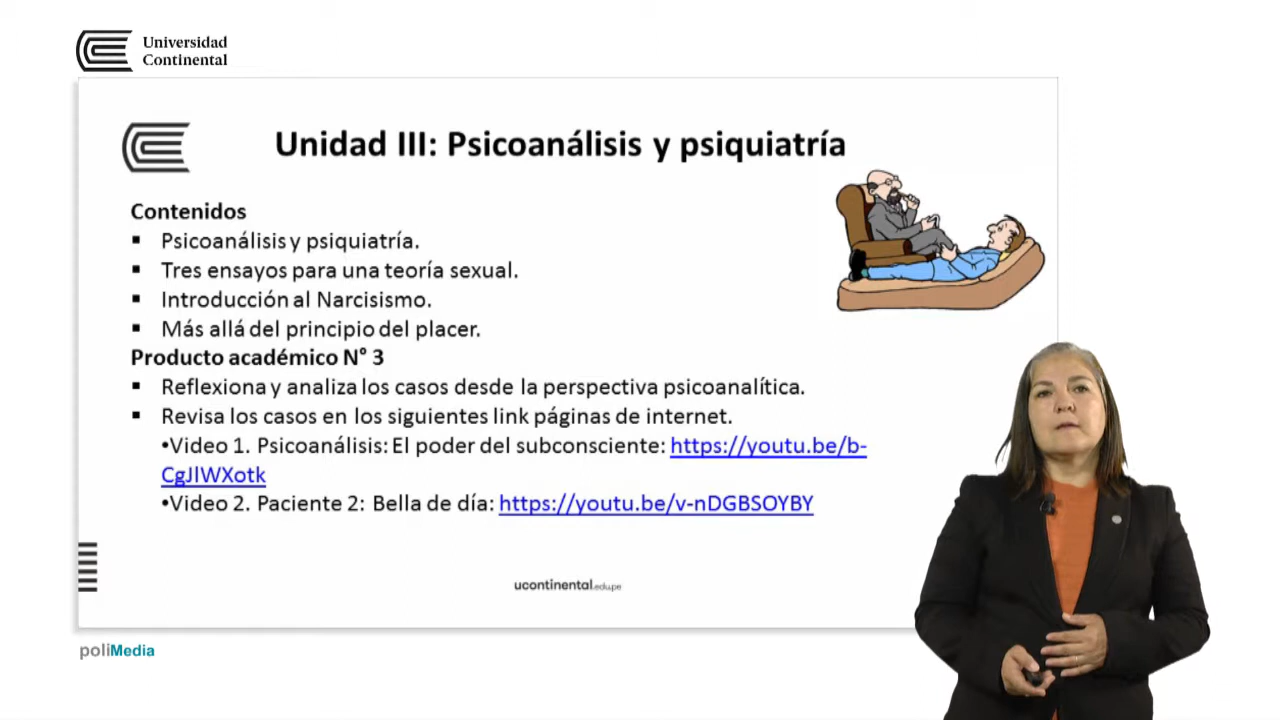 Universidad
Continental
Unidad III: Psicoanálisis y psiquiatría
Contenidos
▪ Psicoanálisis y psiquiatría.
▪ Tres ensayos para una teoría sexual.
▪ Introducción al Narcisismo.
▪ Más allá del principio del placer.
Producto académico N° 3
▪ Reflexiona y analiza los casos desde la perspectiva psicoanalítica.
▪ Revisa los casos en los siguientes link páginas de internet.
•Video 1. Psicoanálisis: El poder del subconsciente: https://youtu.be/b-
CgJlWXotk
•Video 2. Paciente 2: Bella de día: https://youtu.be/v-nDGBSOYBY
ucontinental.edu.pe
poliMedia